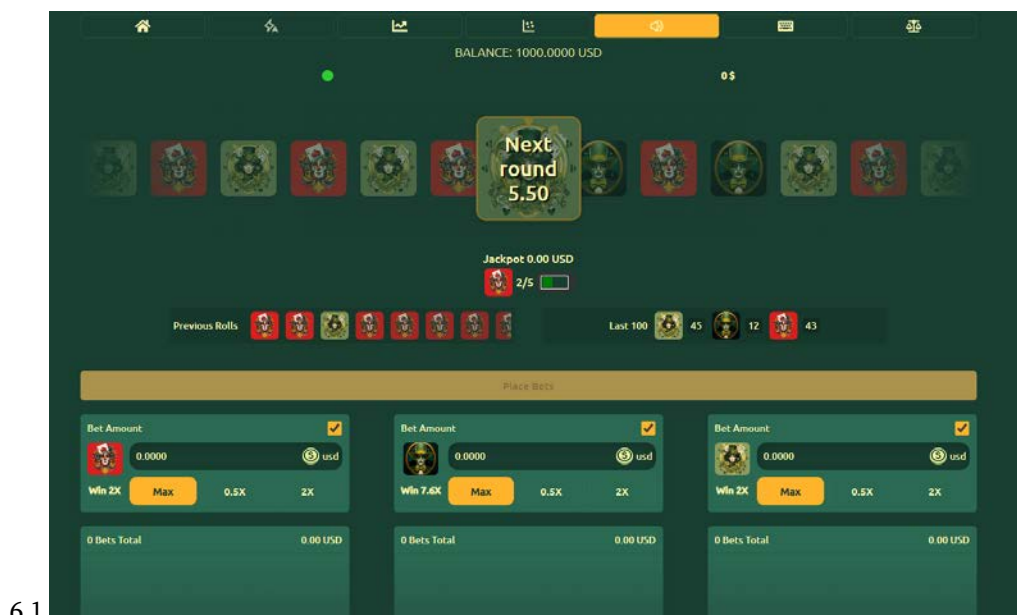 BALANCE: 1000.0000 USD
0 $
Next
round
5.50
Jackpot 0.00 USD
2/5
Previous Rolls
Last 100 45 12 43
Place Bets
Bet Amount Bet Amount Bet Amount
0.0000 usd 0.0000 usd 0.0000 usd
Win 2X Max 0.5X 2X Win 7.6X Max 0.5X 2X Win 2X Max 0.5X 2X
0 Bets Total 0.00 USD 0 Bets Total 0.00 USD 0 Bets Total 0.00 USD
6.1